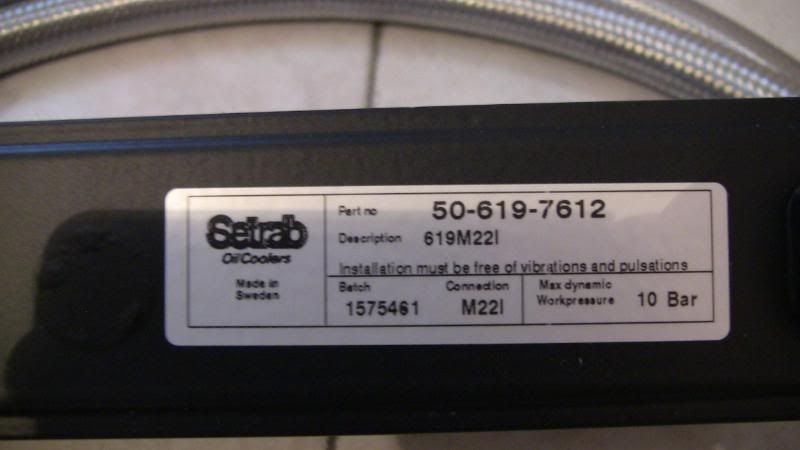 Setrab
Oil Coolers
Made in
Sweden
Part no 50-619-7612
Description 619M22I
Installation must be free of vibrations and pulsations
Batch
1575461
Connection
M22I
Max dynamic
Workpressure 10 Bar